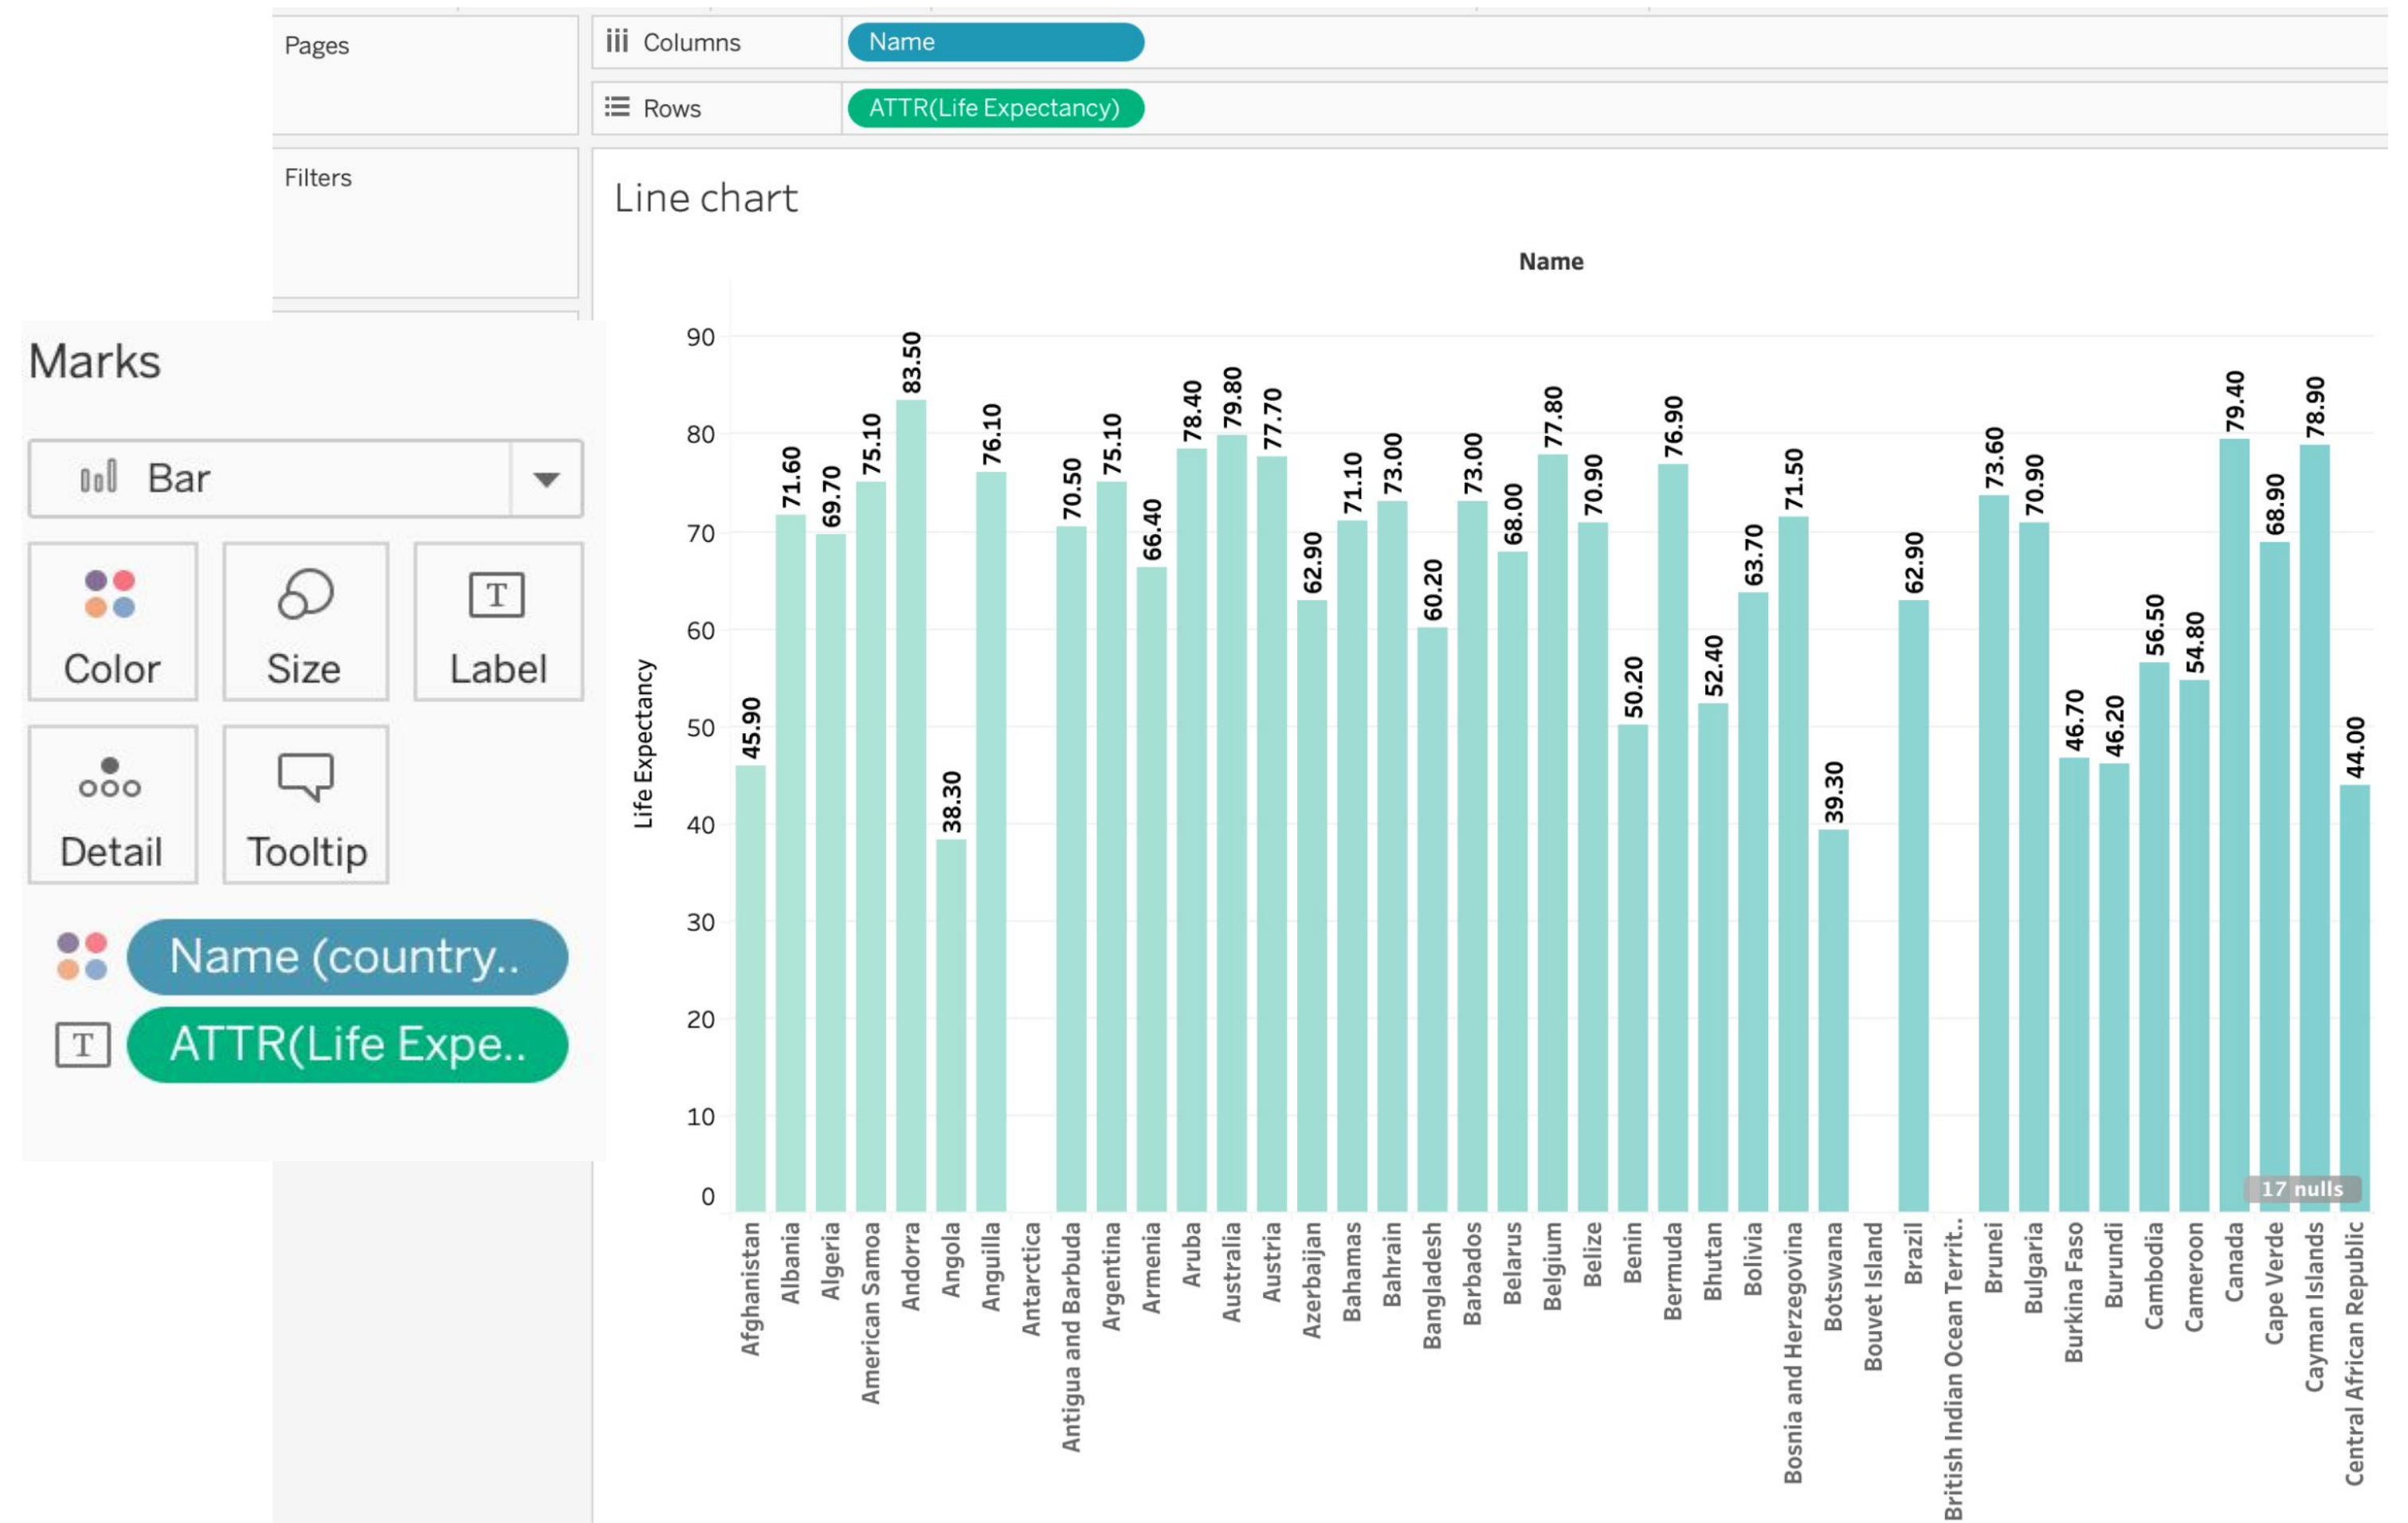 Pages
Columns
Name
Rows
ATTR(Life Expectancy)
Filters
Line chart
Name
Marks
Bar
Color
Size
Label
Detail
Tooltip
Name (country..
ATTR(Life Expe..
Life Expectancy
90
80
70
60
50
40
30
20
10
0
45.90
71.60
69.70
75.10
83.50
38.30
76.10
70.50
75.10
66.40
78.40
79.80
77.70
62.90
71.10
73.00
60.20
73.00
68.00
77.80
70.90
50.20
76.90
52.40
63.70
71.50
39.30
62.90
73.60
70.90
46.70
46.20
56.50
54.80
79.40
68.90
78.90
44.00
17 nulls
Afghanistan
Albania
Algeria
American Samoa
Andorra
Angola
Anguilla
Antarctica
Antigua and Barbuda
Argentina
Armenia
Aruba
Australia
Austria
Azerbaijan
Bahamas
Bahrain
Bangladesh
Barbados
Belarus
Belgium
Belize
Benin
Bermuda
Bhutan
Bolivia
Bosnia and Herzegovina
Botswana
Bouvet Island
Brazil
British Indian Ocean Territ..
Brunei
Bulgaria
Burkina Faso
Burundi
Cambodia
Cameroon
Canada
Cape Verde
Cayman Islands
Central African Republic
T
T